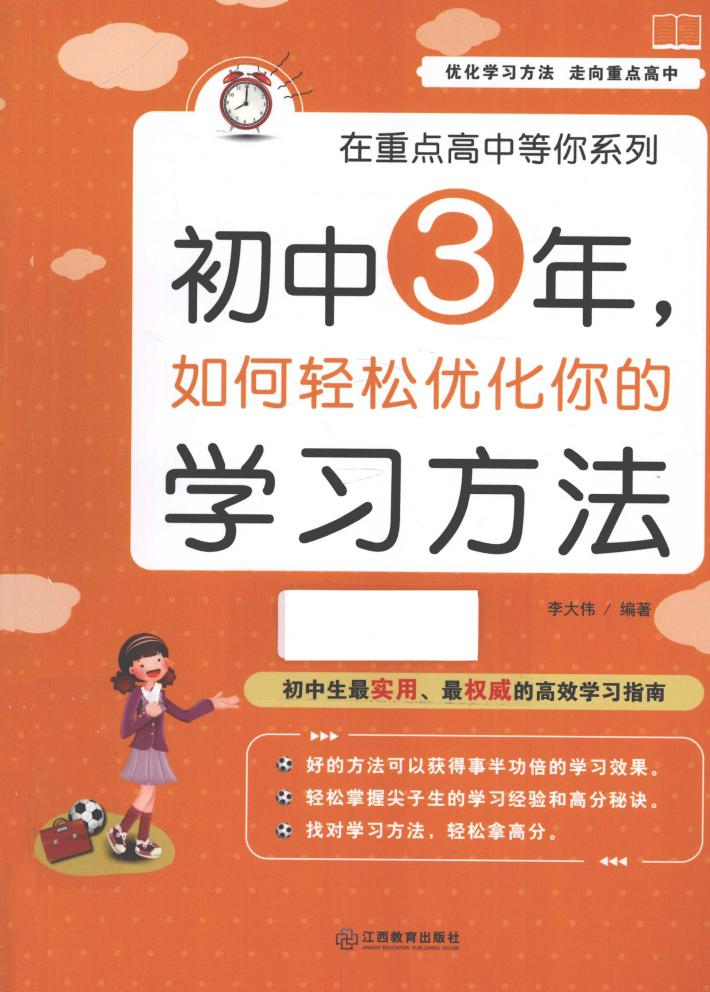 优化学习方法 走向重点高中
在重点高中等你系列
初中3年，
如何轻松优化你的
学习方法
李大伟 / 编著
初中生最实用、最权威的高效学习指南
好的方法可以获得事半功倍的学习效果。
轻松掌握尖子生的学习经验和高分秘诀。
找对学习方法，轻松拿高分。
江西教育出版社
JIANGXI EDUCATION PUBLISHING HOUSE